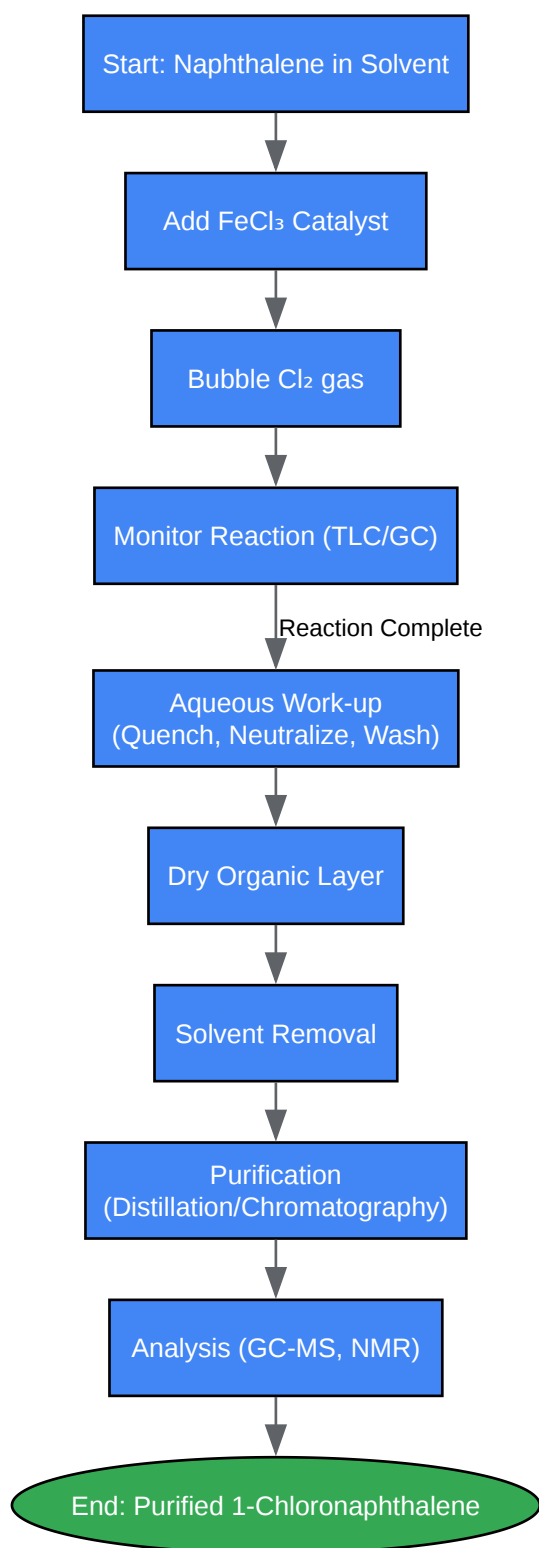 Start: Naphthalene in Solvent
Add FeCl₃ Catalyst
Bubble Cl₂ gas
Monitor Reaction (TLC/GC)
Reaction Complete
Aqueous Work-up
(Quench, Neutralize, Wash)
Dry Organic Layer
Solvent Removal
Purification
(Distillation/Chromatography)
Analysis (GC-MS, NMR)
End: Purified 1-Chloronaphthalene